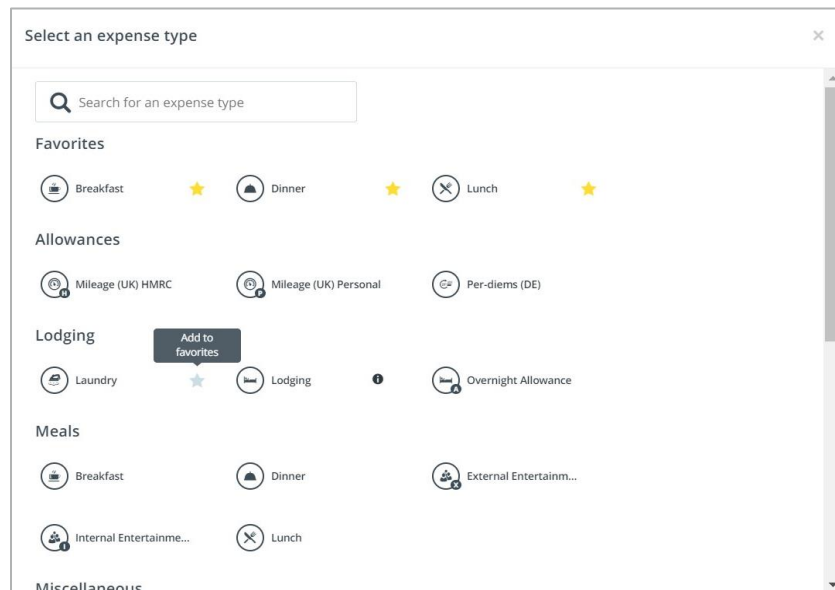 Select an expense type
Search for an expense type
Favorites
Breakfast
Dinner
Lunch
Allowances
H
Mileage (UK) HMRC
P
Mileage (UK) Personal
Per-diems (DE)
Lodging
Add to
favorites
Laundry
Lodging
A
Overnight Allowance
Meals
Breakfast
Dinner
X
External Entertainm...
I
Internal Entertainme...
Lunch
Miscellaneous